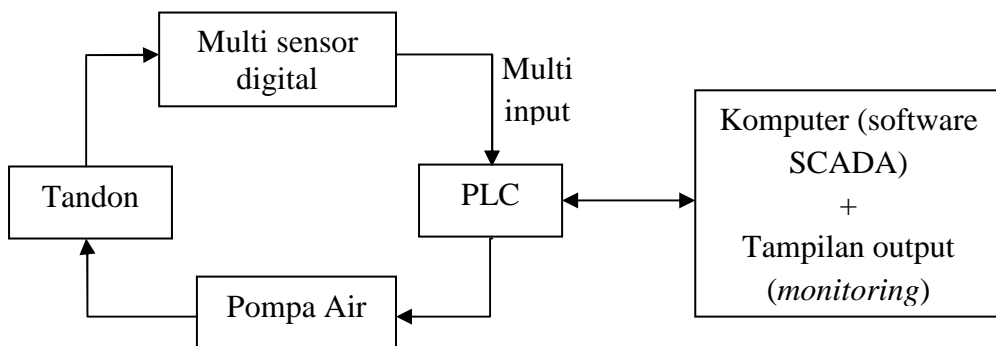 Multi sensor
digital
Multi
input
Komputer (software
SCADA)
+
Tampilan output
(monitoring)
Tandon
PLC
Pompa Air